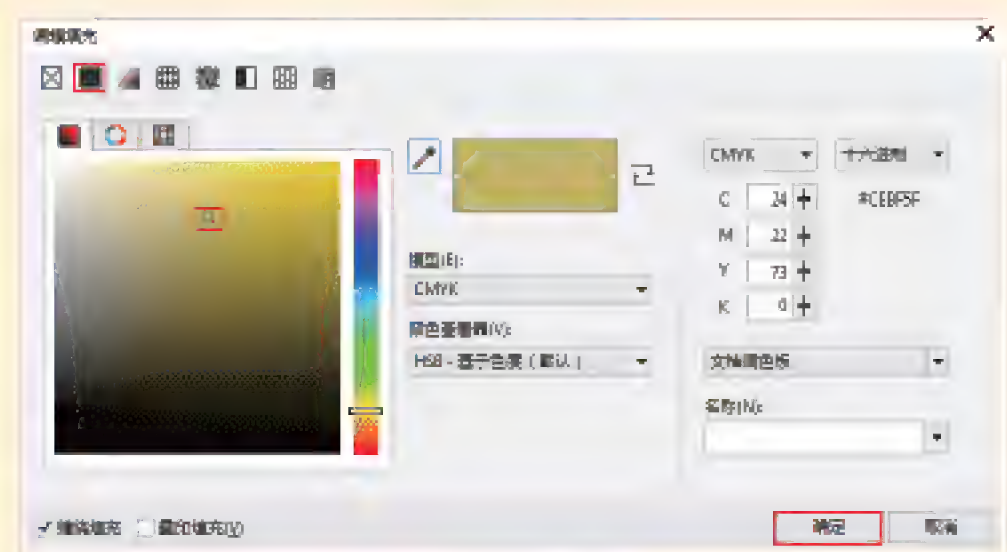 编辑填充
CMYK 十六进制
C 24 #CEBF5F
M 22
Y 73
K 0
模型(E):
CMYK
颜色查看器(V):
HSB - 基于色度（默认）
文档调色板
名称(N):
缠绕填充 叠印填充(V)
确定 取消